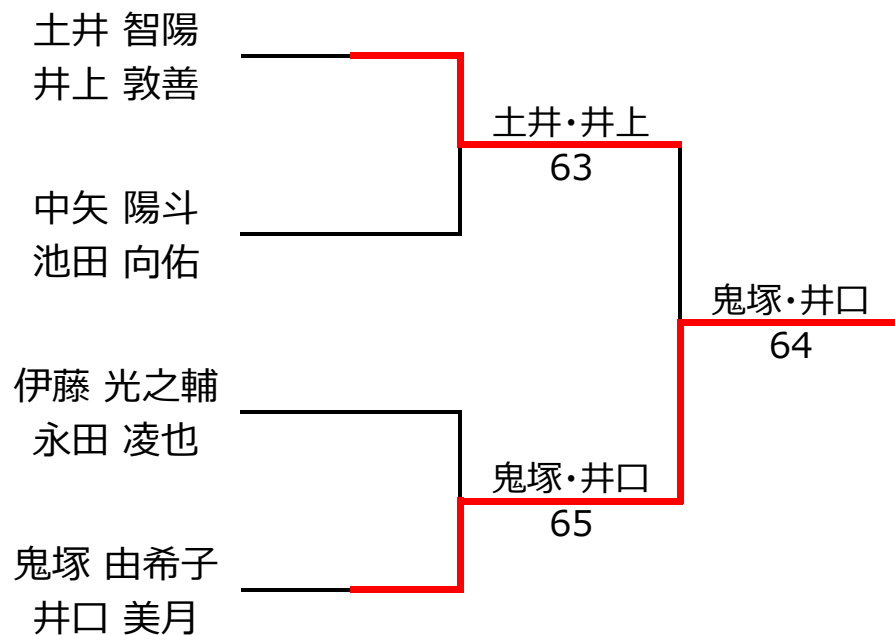 土井 智陽
井上 敦善
中矢 陽斗
池田 向佑
伊藤 光之輔
永田 凌也
鬼塚 由希子
井口 美月
土井・井上
63
鬼塚・井口
65
鬼塚・井口
64